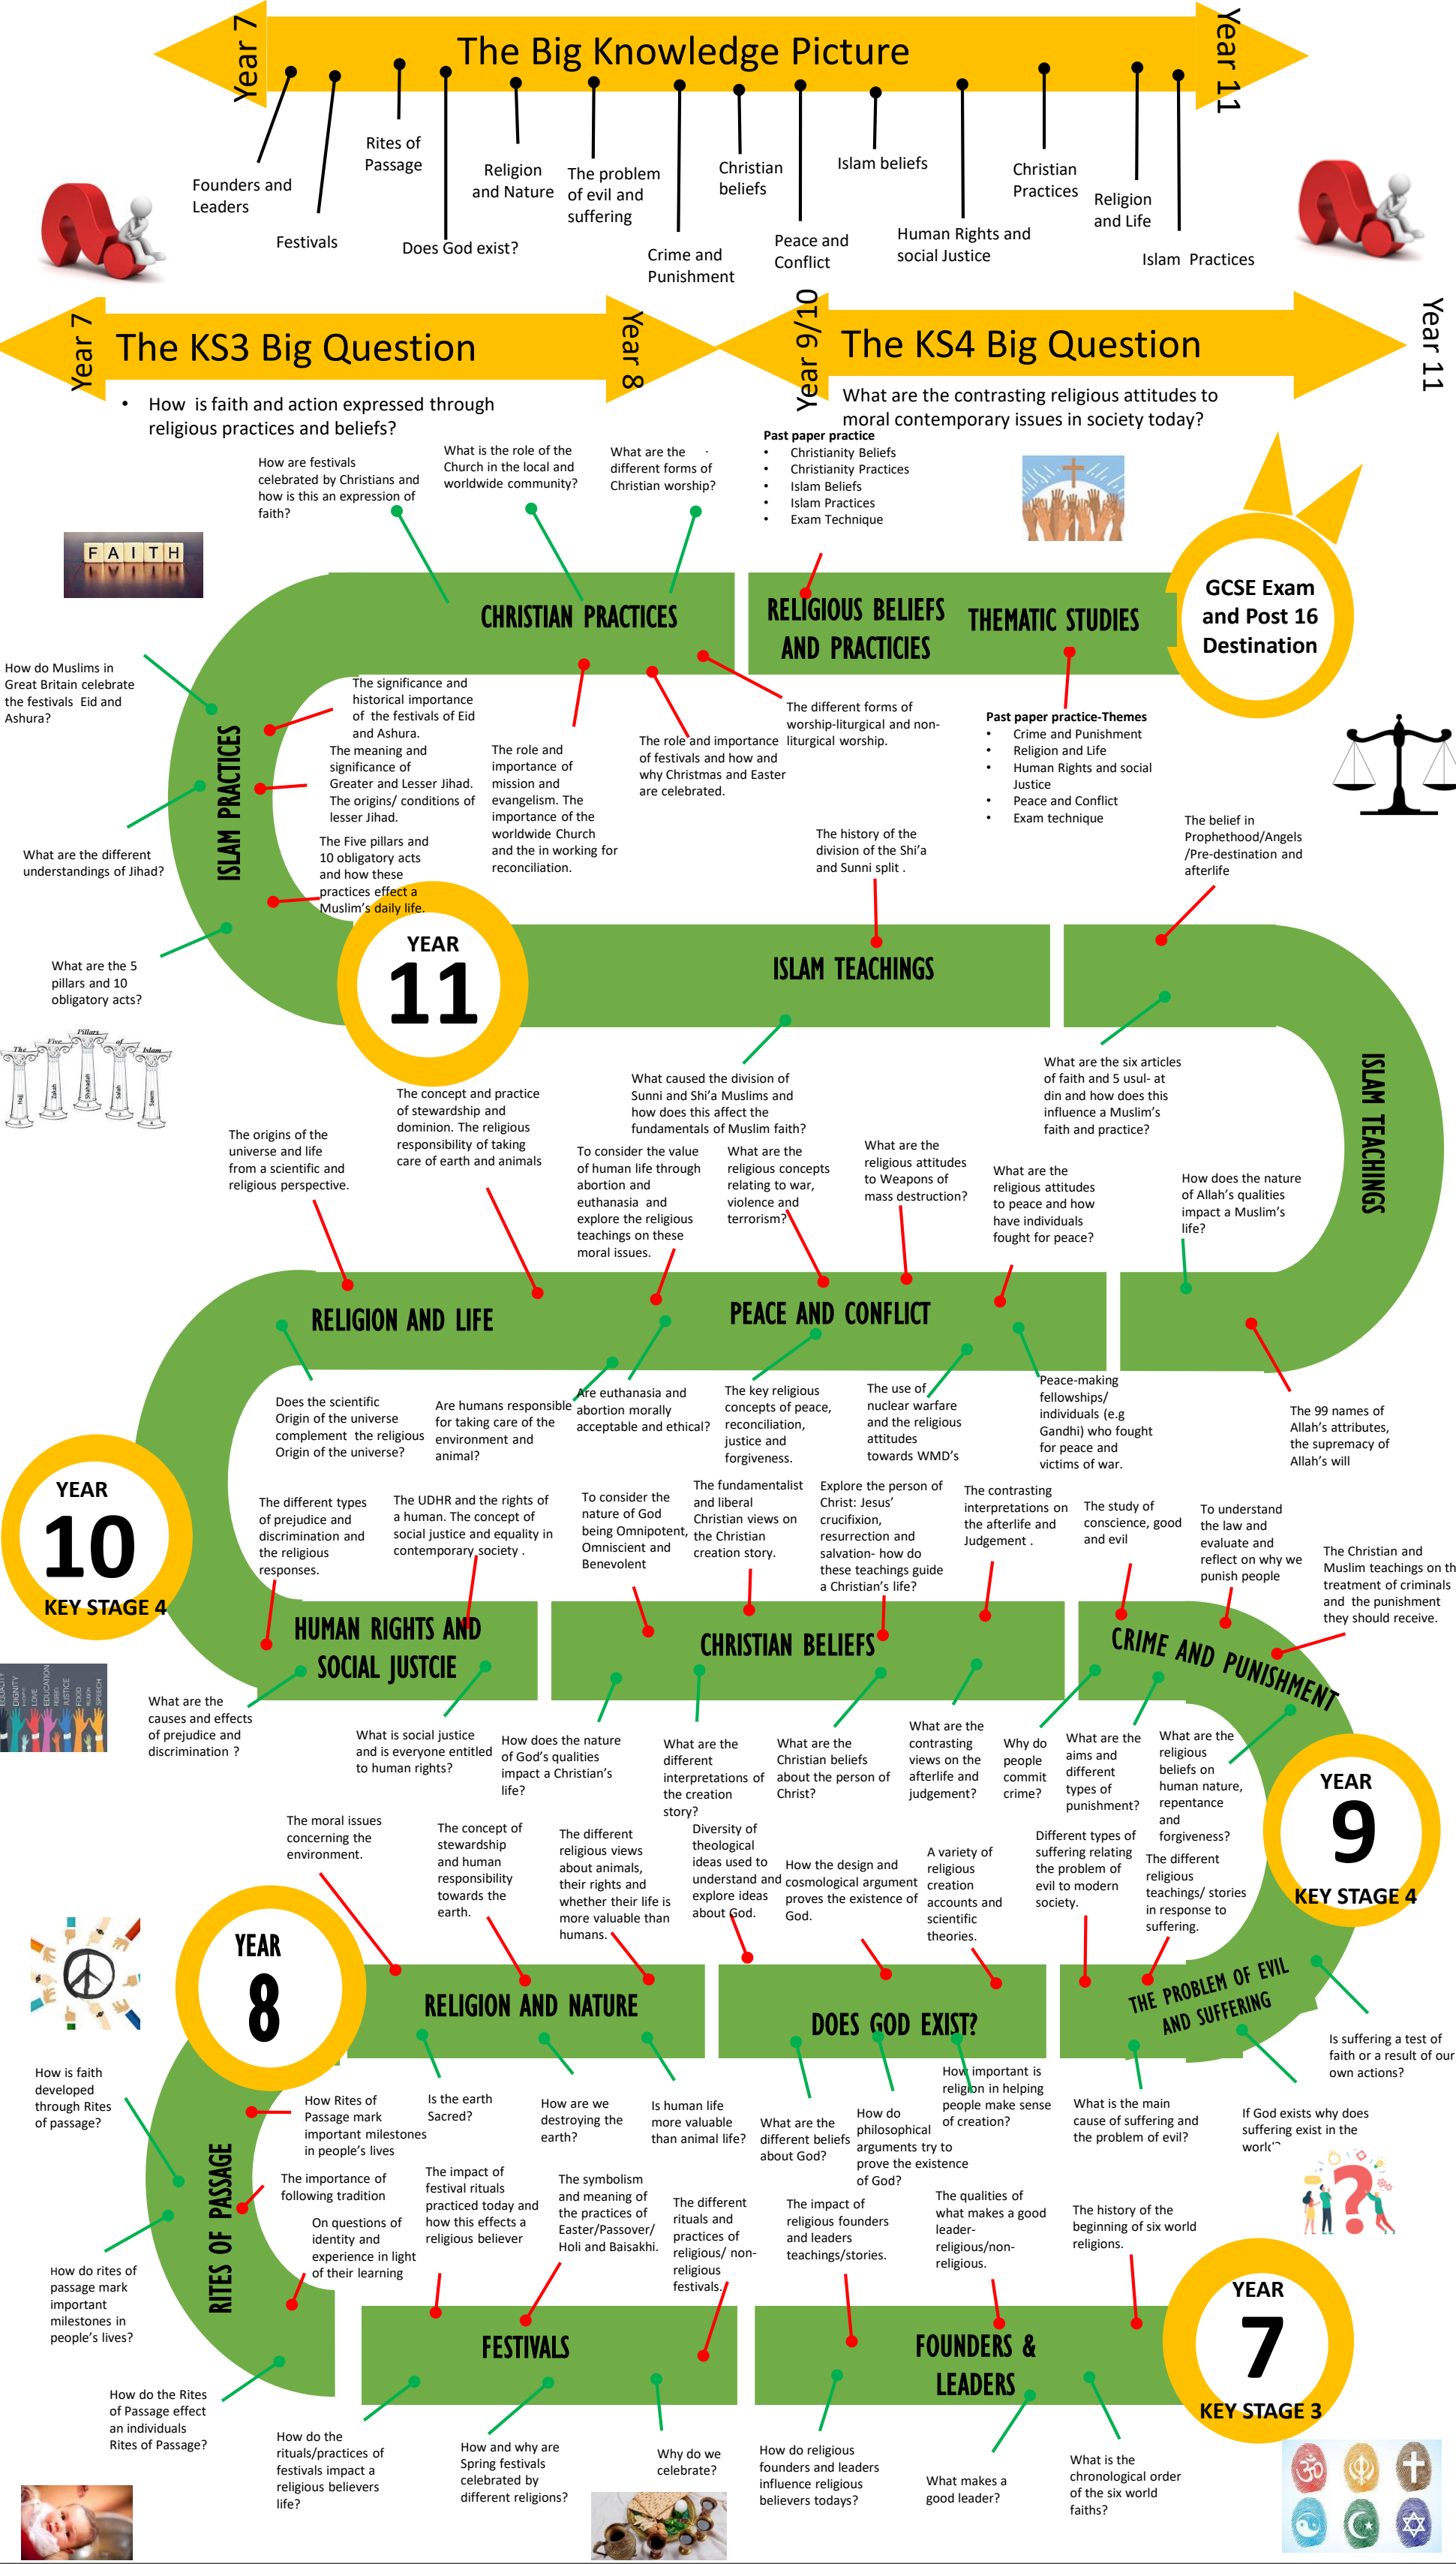 Year 7
The Big Knowledge Picture
Year 11
Founders and
Leaders
Festivals
Rites of
Passage
Does God exist?
Religion
and Nature
The problem
of evil and
suffering
Crime and
Punishment
Christian
beliefs
Peace and
Conflict
Islam beliefs
Human Rights and
social Justice
Christian
Practices
Religion
and Life
Islam Practices
Year 7
The KS3 Big Question
Year 8
Year 9/10
The KS4 Big Question
Year 11
• How is faith and action expressed through
religious practices and beliefs?
What are the contrasting religious attitudes to
moral contemporary issues in society today?
How are festivals
celebrated by Christians and
how is this an expression of
faith?
What is the role of the
Church in the local and
worldwide community?
What are the
different forms of
Christian worship?
Past paper practice
• Christianity Beliefs
• Christianity Practices
• Islam Beliefs
• Islam Practices
• Exam Technique
FAITH
CHRISTIAN PRACTICES
RELIGIOUS BELIEFS
AND PRACTICIES
THEMATIC STUDIES
GCSE Exam
and Post 16
Destination
How do Muslims in
Great Britain celebrate
the festivals Eid and
Ashura?
The significance and
historical importance
of the festivals of Eid
and Ashura.
The meaning and
significance of
Greater and Lesser Jihad.
The origins/ conditions of
lesser Jihad.
The Five pillars and
10 obligatory acts
and how these
practices effect a
Muslim's daily life.
The role and
importance of
mission and
evangelism. The
importance of the
worldwide Church
and the in working for
reconciliation.
The role and importance
of festivals and how and
why Christmas and Easter
are celebrated.
The different forms of
worship-liturgical and non-
liturgical worship.
Past paper practice-Themes
• Crime and Punishment
• Religion and Life
• Human Rights and social
Justice
• Peace and Conflict
• Exam technique
ISLAM PRACTICES
What are the different
understandings of Jihad?
What are the 5
pillars and 10
obligatory acts?
The Five Pillars of Islam
Hajj
Zakah
Shahadah
Salah
Sawm
The history of the
division of the Shi'a
and Sunni split .
The belief in
Prophethood/Angels
/Pre-destination and
afterlife
YEAR
11
ISLAM TEACHINGS
What caused the division of
Sunni and Shi'a Muslims and
how does this affect the
fundamentals of Muslim faith?
What are the six articles
of faith and 5 usul- at
din and how does this
influence a Muslim's
faith and practice?
ISLAM TEACHINGS
The origins of the
universe and life
from a scientific and
religious perspective.
The concept and practice
of stewardship and
dominion. The religious
responsibility of taking
care of earth and animals
To consider the value
of human life through
abortion and
euthanasia and
explore the religious
teachings on these
moral issues.
What are the
religious concepts
relating to war,
violence and
terrorism?
What are the
religious attitudes
to Weapons of
mass destruction?
What are the
religious attitudes
to peace and how
have individuals
fought for peace?
How does the nature
of Allah's qualities
impact a Muslim's
life?
RELIGION AND LIFE
PEACE AND CONFLICT
Does the scientific
Origin of the universe
complement the religious
Origin of the universe?
Are humans responsible
for taking care of the
environment and
animal?
Are euthanasia and
abortion morally
acceptable and ethical?
The key religious
concepts of peace,
reconciliation,
justice and
forgiveness.
The use of
nuclear warfare
and the religious
attitudes
towards WMD's
Peace-making
fellowships/
individuals (e.g
Gandhi) who fought
for peace and
victims of war.
The 99 names of
Allah's attributes,
the supremacy of
Allah's will
YEAR
10
KEY STAGE 4
The different types
of prejudice and
discrimination and
the religious
responses.
The UDHR and the rights of
a human. The concept of
social justice and equality in
contemporary society .
To consider the
nature of God
being Omnipotent,
Omniscient and
Benevolent
The fundamentalist
and liberal
Christian views on
the Christian
creation story.
Explore the person of
Christ: Jesus'
crucifixion,
resurrection and
salvation- how do
these teachings guide
a Christian's life?
The contrasting
interpretations on
the afterlife and
Judgement .
The study of
conscience, good
and evil
To understand
the law and
evaluate and
reflect on why we
punish people
The Christian and
Muslim teachings on th
treatment of criminals
and the punishment
they should receive.
HUMAN RIGHTS AND
SOCIAL JUSTCIE
CHRISTIAN BELIEFS
CRIME AND PUNISHMENT
EQUALITY
DIGNITY
LOVE
EDUCATION
JUSTICE
FOOD
SPEECH
What are the
causes and effects
of prejudice and
discrimination ?
What is social justice
and is everyone entitled
to human rights?
How does the nature
of God's qualities
impact a Christian's
life?
What are the
different
interpretations of
the creation
story?
What are the
Christian beliefs
about the person of
Christ?
What are the
contrasting
views on the
afterlife and
judgement?
Why do
people
commit
crime?
What are the
aims and
different
types of
punishment?
What are the
religious
beliefs on
human nature,
repentance
and
forgiveness?
YEAR
9
KEY STAGE 4
The moral issues
concerning the
environment.
The concept of
stewardship
and human
responsibility
towards the
earth.
The different
religious views
about animals,
their rights and
whether their life is
more valuable than
humans.
Diversity of
theological
ideas used to
understand and
explore ideas
about God.
How the design and
cosmological argument
proves the existence of
God.
A variety of
religious
creation
accounts and
scientific
theories.
Different types of
suffering relating
the problem of
evil to modern
society.
The different
religious
teachings/ stories
in response to
suffering.
YEAR
8
RELIGION AND NATURE
DOES GOD EXIST?
THE PROBLEM OF EVIL
AND SUFFERING
Is suffering a test of
faith or a result of our
own actions?
How is faith
developed
through Rites
of passage?
How Rites of
Passage mark
important milestones
in people's lives
Is the earth
Sacred?
How are we
destroying the
earth?
Is human life
more valuable
than animal life?
What are the
different beliefs
about God?
How do
philosophical
arguments try to
prove the existence
of God?
How important is
religion in helping
people make sense
of creation?
What is the main
cause of suffering and
the problem of evil?
If God exists why does
suffering exist in the
world?
RITES OF PASSAGE
The importance of
following tradition
On questions of
identity and
experience in light
of their learning
The impact of
festival rituals
practiced today and
how this effects a
religious believer
The symbolism
and meaning of
the practices of
Easter/Passover/
Holi and Baisakhi.
The different
rituals and
practices of
religious/ non-
religious
festivals.
The impact of
religious founders
and leaders
teachings/stories.
The qualities of
what makes a good
leader-
religious/non-
religious.
The history of the
beginning of six world
religions.
How do rites of
passage mark
important
milestones in
people's lives?
FESTIVALS
FOUNDERS &
LEADERS
YEAR
7
KEY STAGE 3
How do the Rites
of Passage effect
an individuals
Rites of Passage?
How do the
rituals/practices of
festivals impact a
religious believers
life?
How and why are
Spring festivals
celebrated by
different religions?
Why do we
celebrate?
How do religious
founders and leaders
influence religious
believers todays?
What makes a
good leader?
What is the
chronological order
of the six world
faiths?